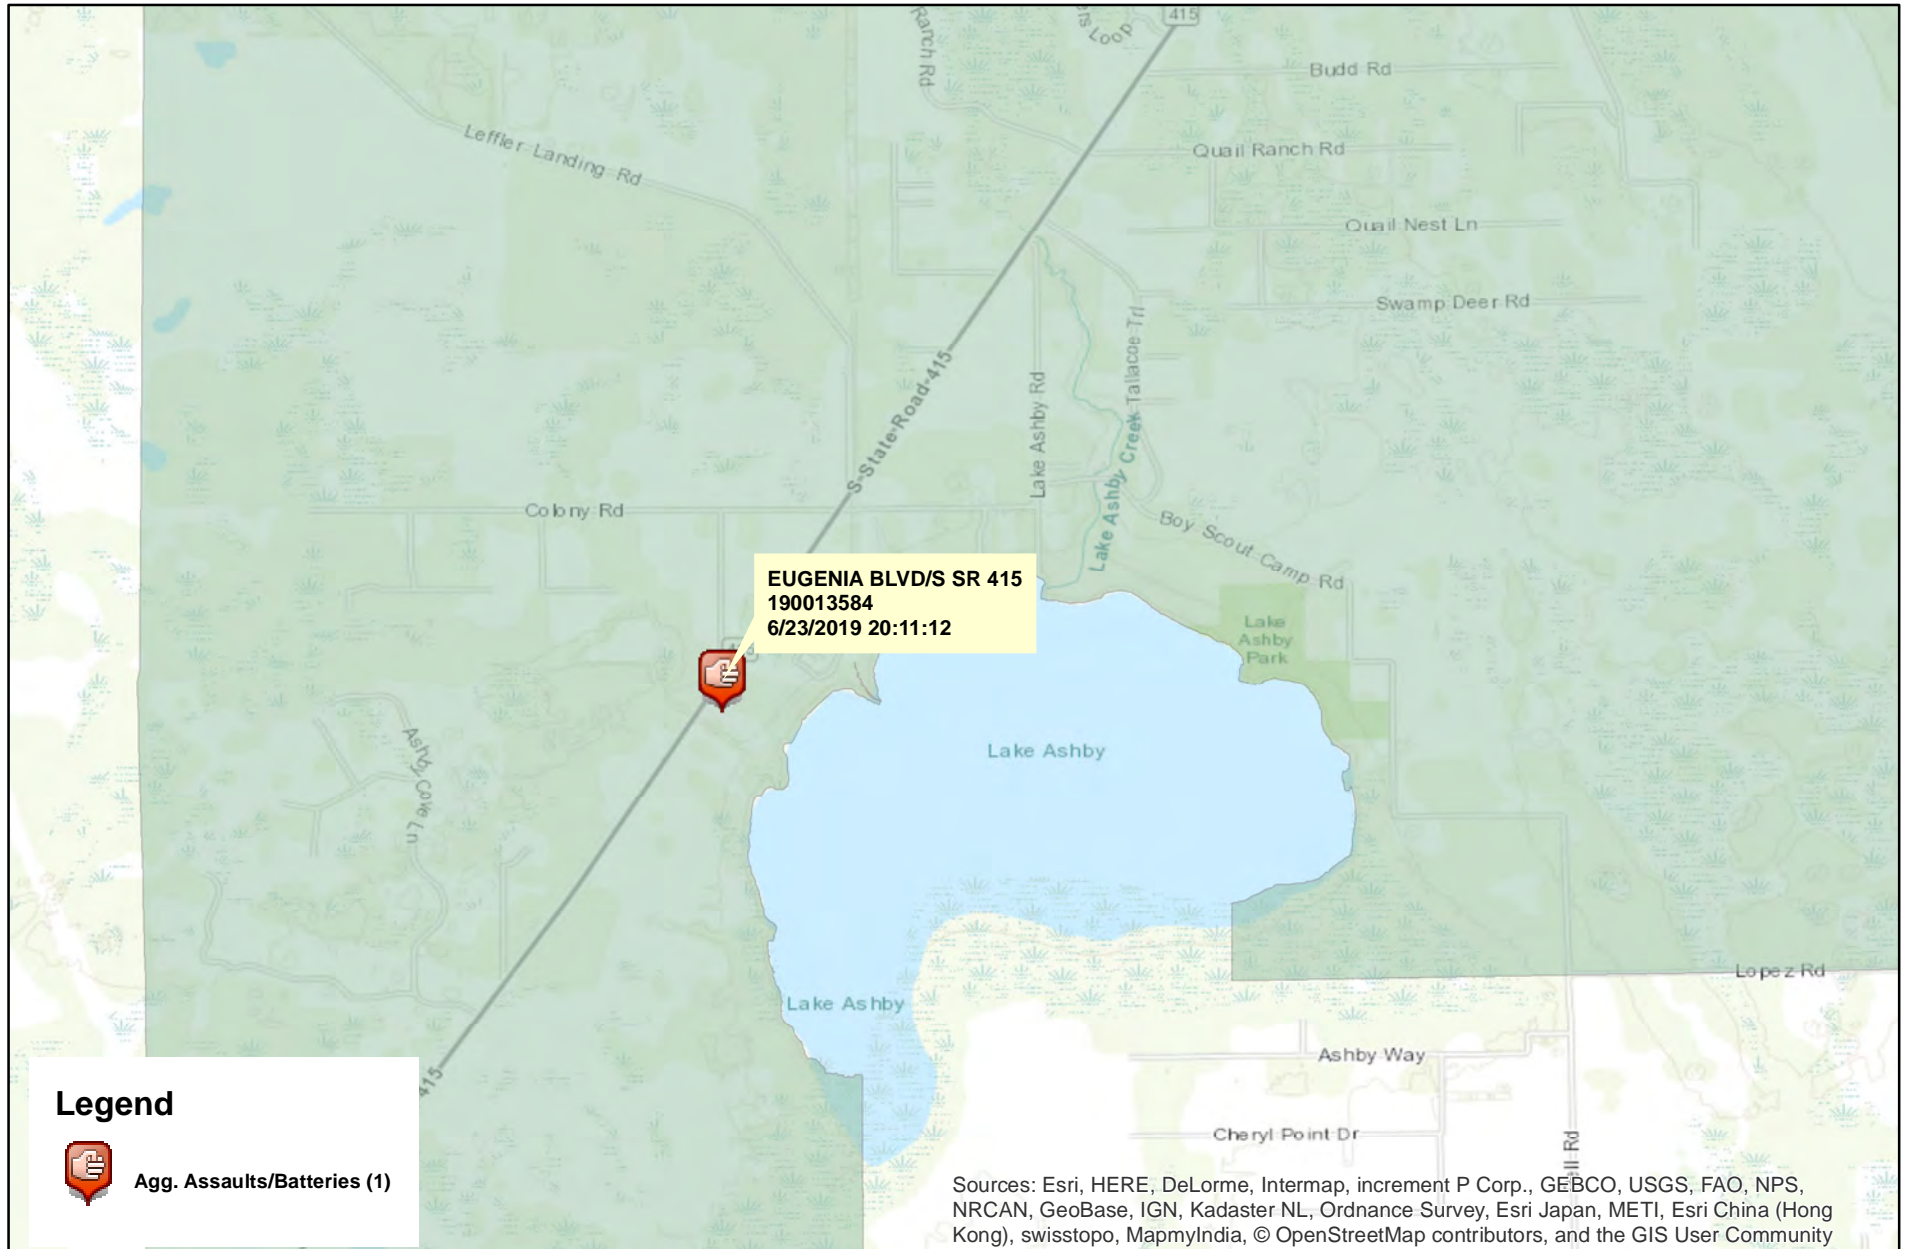 415
Ranch Rd
Loop
Budd Rd
Leffler Landing Rd
Quail Ranch Rd
Quail Nest Ln
Swamp Deer Rd
Tallacoe Trl
S-State-Road-415
Lake Ashby Rd
Lake Ashby Creek
Colony Rd
Boy Scout Camp Rd
EUGENIA BLVD/S SR 415
190013584
6/23/2019 20:11:12
Lake
Ashby
Park
Ashby Cove Ln
Lake Ashby
Lake Ashby
Lopez Rd
Ashby Way
415
Cheryl Point Dr
Legend
Agg. Assaults/Batteries (1)
Sources: Esri, HERE, DeLorme, Intermap, increment P Corp., GEBCO, USGS, FAO, NPS,
NRCAN, GeoBase, IGN, Kadaster NL, Ordnance Survey, Esri Japan, METI, Esri China (Hong
Kong), swisstopo, MapmyIndia, © OpenStreetMap contributors, and the GIS User Community